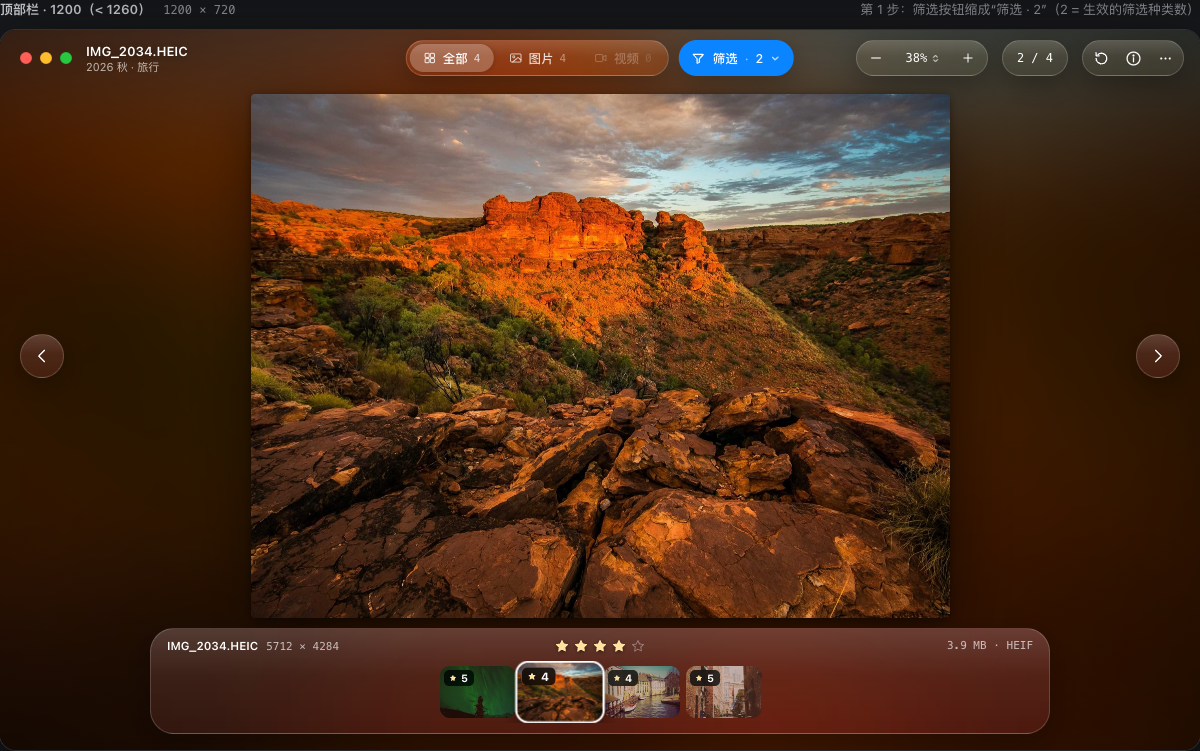 顶部栏 · 1200（< 1260） 1200 × 720
第 1 步：筛选按钮缩成“筛选 · 2”（2 = 生效的筛选种类数）
IMG_2034.HEIC
2026 秋 · 旅行
全部 4 图片 4 视频 0
筛选 · 2
38%
2 / 4
IMG_2034.HEIC 5712 × 4284
3.9 MB · HEIF
5
4
4
5